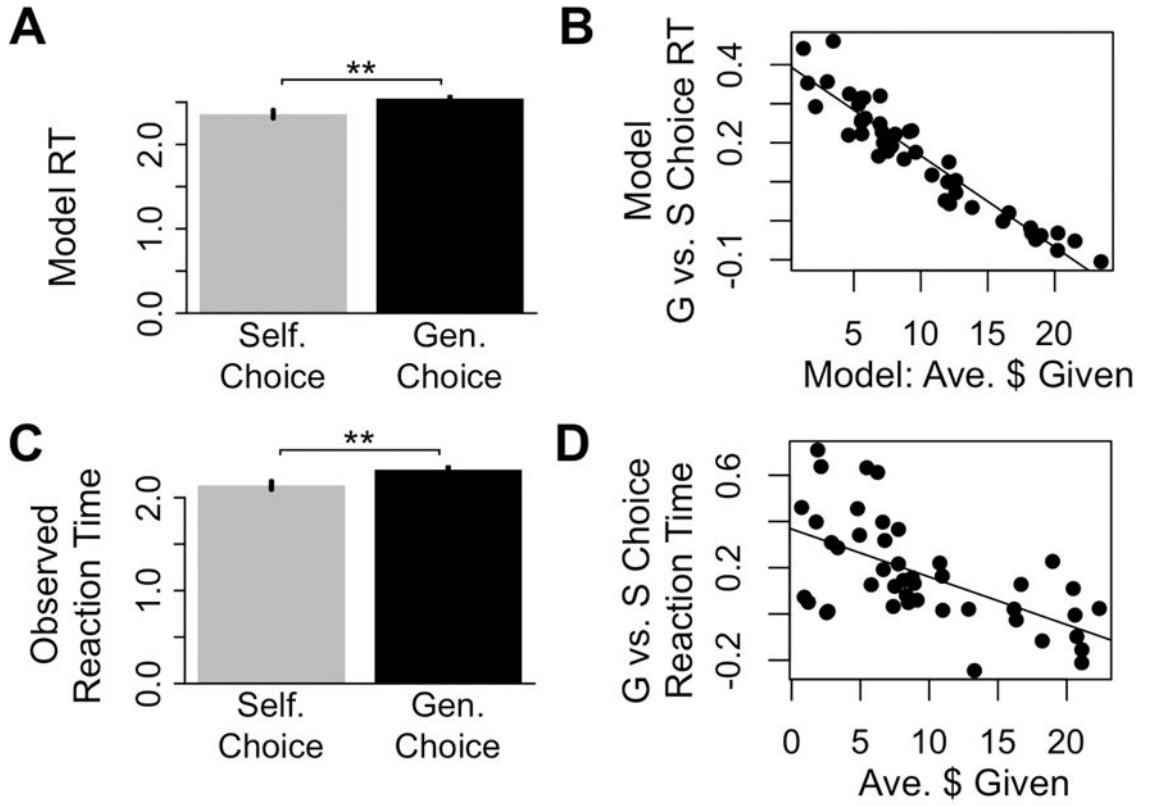 A
Model RT
0.0
1.0
2.0
**
Self.
Choice
Gen.
Choice
B
Model
G vs. S Choice RT
-0.1
0.2
0.4
5 10 15 20
Model: Ave. $ Given
C
Observed
Reaction Time
0.0
1.0
2.0
**
Self.
Choice
Gen.
Choice
D
G vs. S Choice
Reaction Time
-0.2
0.2
0.6
0 5 10 15 20
Ave. $ Given